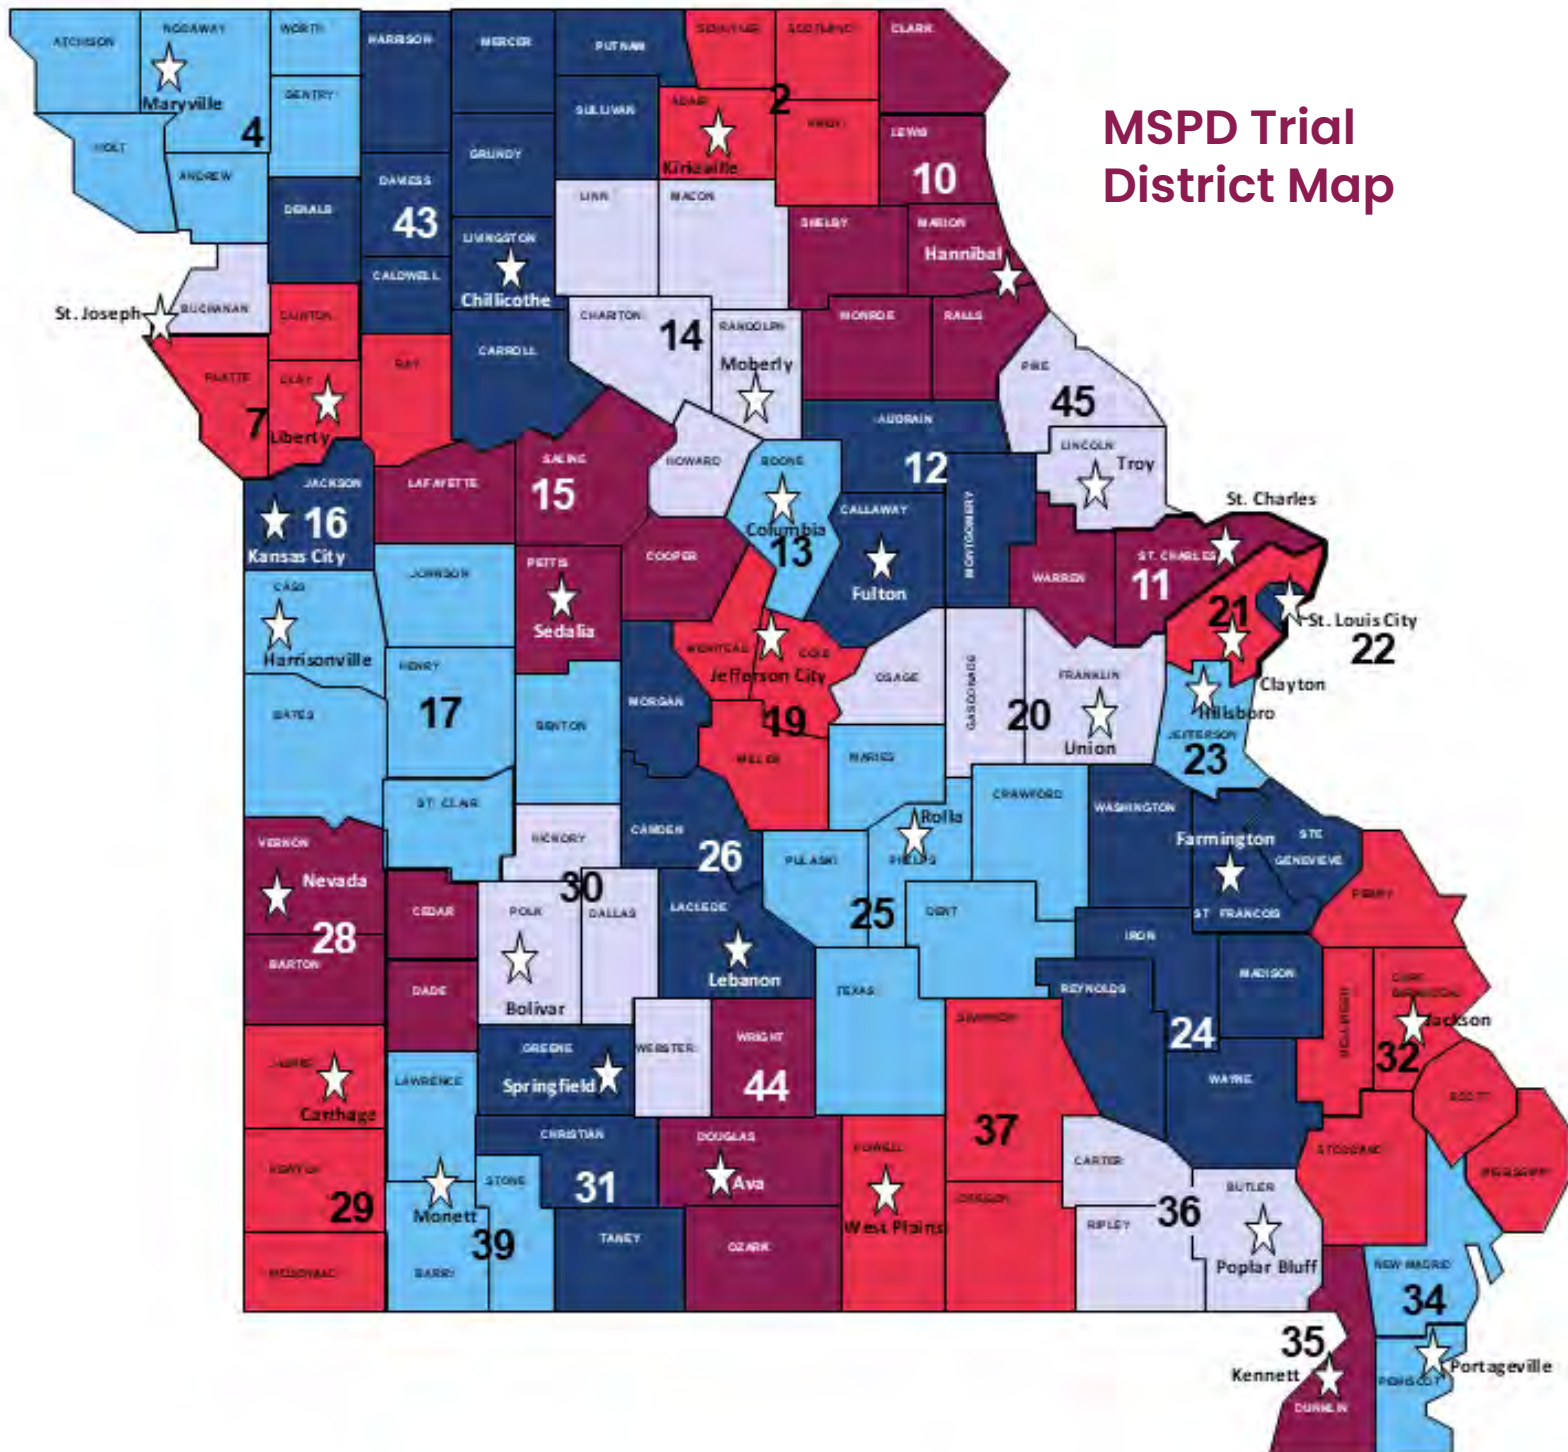 MSPD Trial
District Map
ATCHISON
NODAWAY
WORTH
HARRISON
MERCER
PUTNAM
SCHUYLER
SCOTLAND
CLARK
Maryville
4
GENTRY
SULLIVAN
ADAIR
2
KNOX
LEWIS
Kirksville
HOLT
ANDREW
DEKALB
DAVIESS
43
GRUNDY
LINN
MACON
10
SHELBY
MARION
Hannibal
LIVINGSTON
CALDWELL
Chillicothe
St. Joseph
BUCHANAN
CLINTON
CHARITON
14
RANDOLPH
MONROE
RALLS
CARROLL
Moberly
PIKE
45
PLATTE
CLAY
RAY
7
Liberty
AUDRAIN
12
LINCOLN
Troy
JACKSON
16
Kansas City
LAFAYETTE
SALINE
15
HOWARD
BOONE
Columbia
13
CALLAWAY
Fulton
MONTGOMERY
St. Charles
ST. CHARLES
11
WARREN
CASS
Harrisonville
JOHNSON
PETTIS
Sedalia
COOPER
21
St. Louis City
22
Clayton
MONITEAU
COLE
Jefferson City
19
OSAGE
GASCONADE
20
FRANKLIN
Union
Hillsboro
JEFFERSON
23
BATES
HENRY
17
BENTON
MORGAN
MILLER
MARIES
ST. CLAIR
HICKORY
CAMDEN
26
PULASKI
Rolla
PHELPS
CRAWFORD
WASHINGTON
Farmington
STE
GENEVIEVE
VERNON
Nevada
28
CEDAR
30
POLK
DALLAS
LACLEDE
Lebanon
25
DENT
IRON
ST FRANCOIS
PERRY
BARTON
DADE
Bolivar
TEXAS
REYNOLDS
MADISON
BOLLINGER
CAPE
GIRARDEAU
Jackson
32
JASPER
Carthage
LAWRENCE
GREENE
Springfield
WEBSTER
WRIGHT
44
SHANNON
24
WAYNE
SCOTT
NEWTON
29
Monett
STONE
39
CHRISTIAN
31
DOUGLAS
Ava
HOWELL
West Plains
37
OREGON
CARTER
36
BUTLER
RIPLEY
Poplar Bluff
STODDARD
MISSISSIPPI
MCDONALD
BARRY
TANEY
OZARK
NEW MADRID
34
35
Kennett
DUNKLIN
PEMISCOT
Portageville